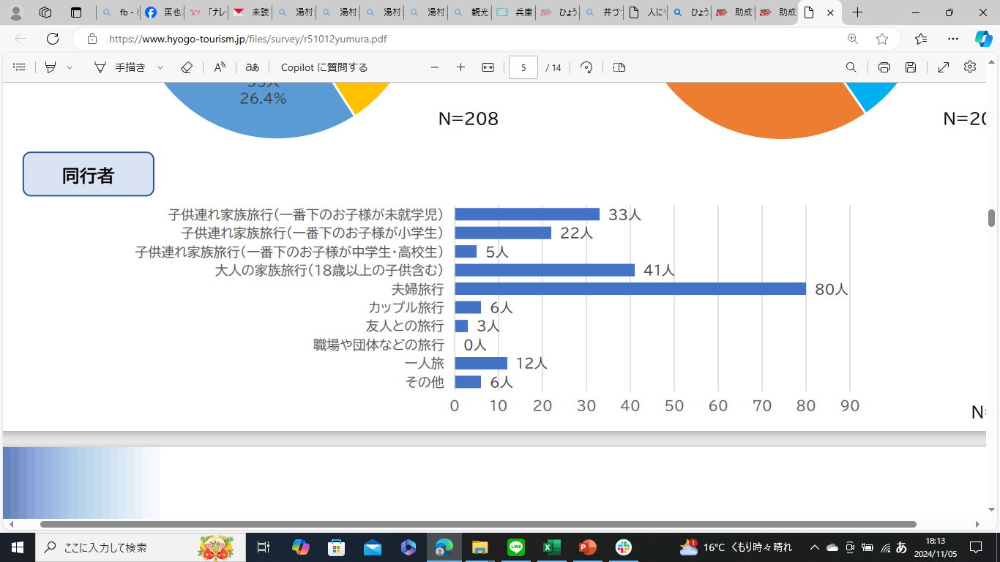 fb -
匡也
「ナレ
未読
湯村
湯村
湯村
湯村
観光
兵庫
ひょう
井づ
人に
ひょう
助成
助成
https://www.hyogo-tourism.jp/files/survey/r51012yumura.pdf
手描き
aあ
Copilot に質問する
5 / 14
26.4%
N=208
同行者
子供連れ家族旅行(一番下のお子様が未就学児) 33人
子供連れ家族旅行(一番下のお子様が小学生) 22人
子供連れ家族旅行(一番下のお子様が中学生・高校生) 5人
大人の家族旅行(18歳以上の子供含む) 41人
夫婦旅行 80人
カップル旅行 6人
友人との旅行 3人
職場や団体などの旅行 0人
一人旅 12人
その他 6人
0 10 20 30 40 50 60 70 80 90
ここに入力して検索
LINE
1
16°C くもり時々晴れ
あ
18:13
2024/11/05